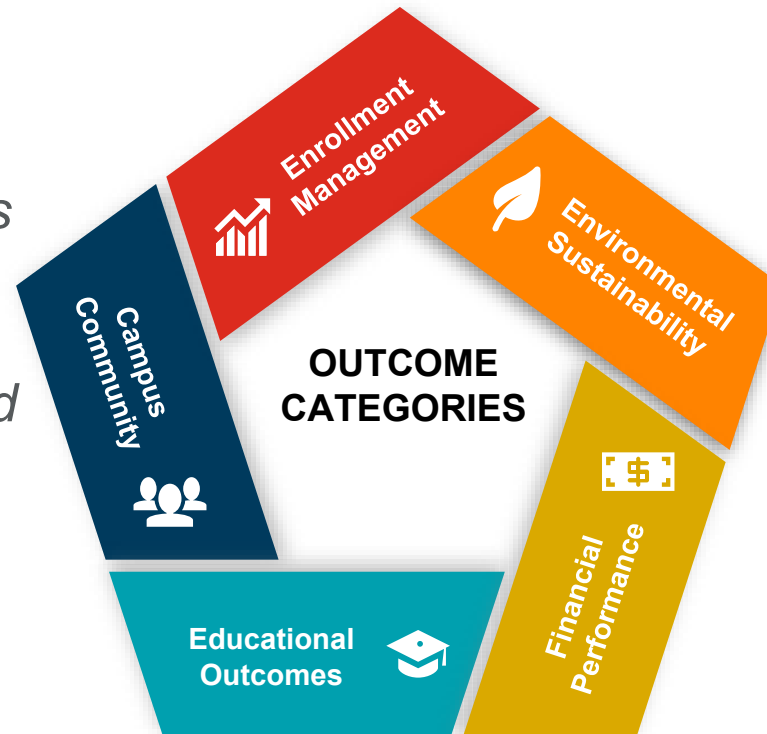 Enrollment
Management
Environmental
Sustainability
s
Campus
Community
OUTCOME
CATEGORIES
d
$
Financial
Performance
Educational
Outcomes